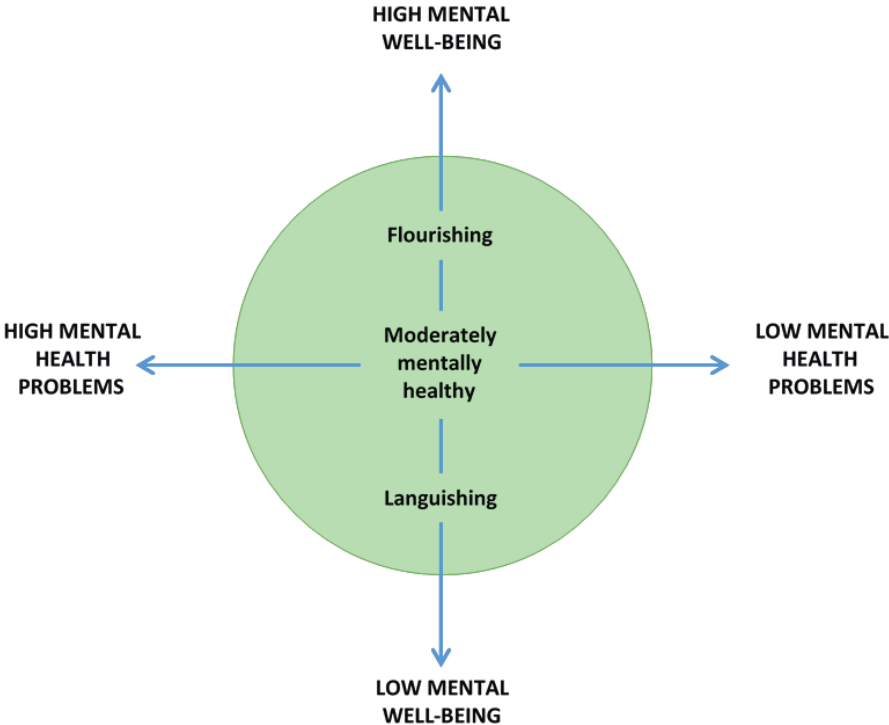 HIGH MENTAL
WELL-BEING
Flourishing
HIGH MENTAL
HEALTH
PROBLEMS
Moderately
mentally
healthy
LOW MENTAL
HEALTH
PROBLEMS
Languishing
LOW MENTAL
WELL-BEING